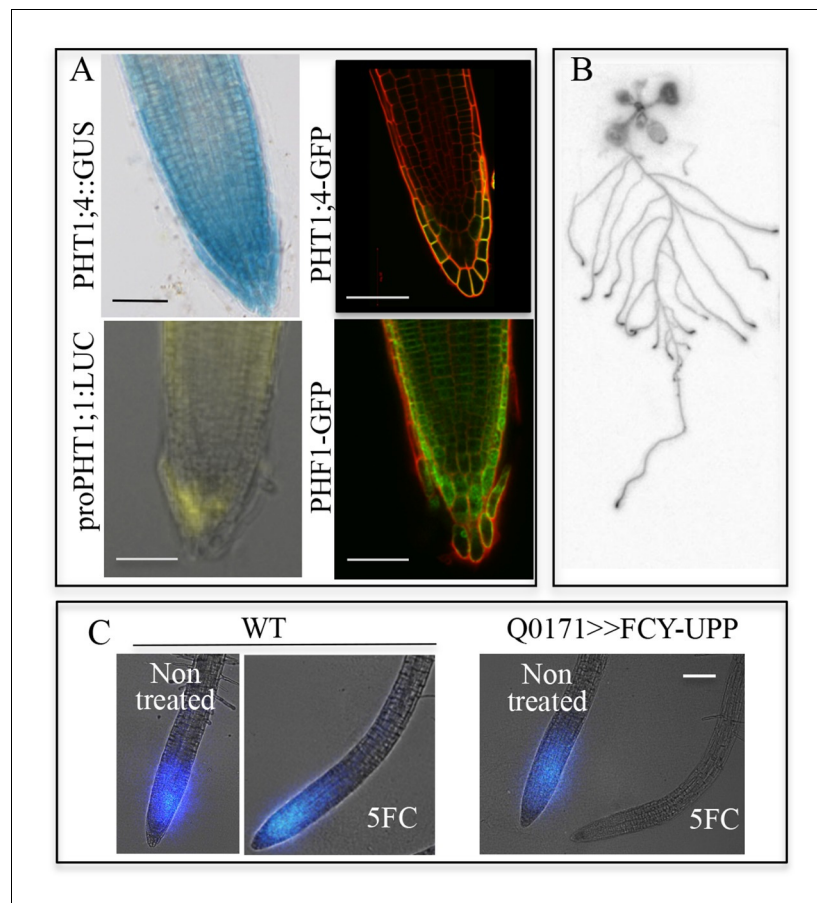 A
PHT1;4::GUS
PHT1;4-GFP
proPHT1;1:LUC
PHF1-GFP
B
C
WT
Q0171>>FCY-UPP
Non
treated
5FC
Non
treated
5FC